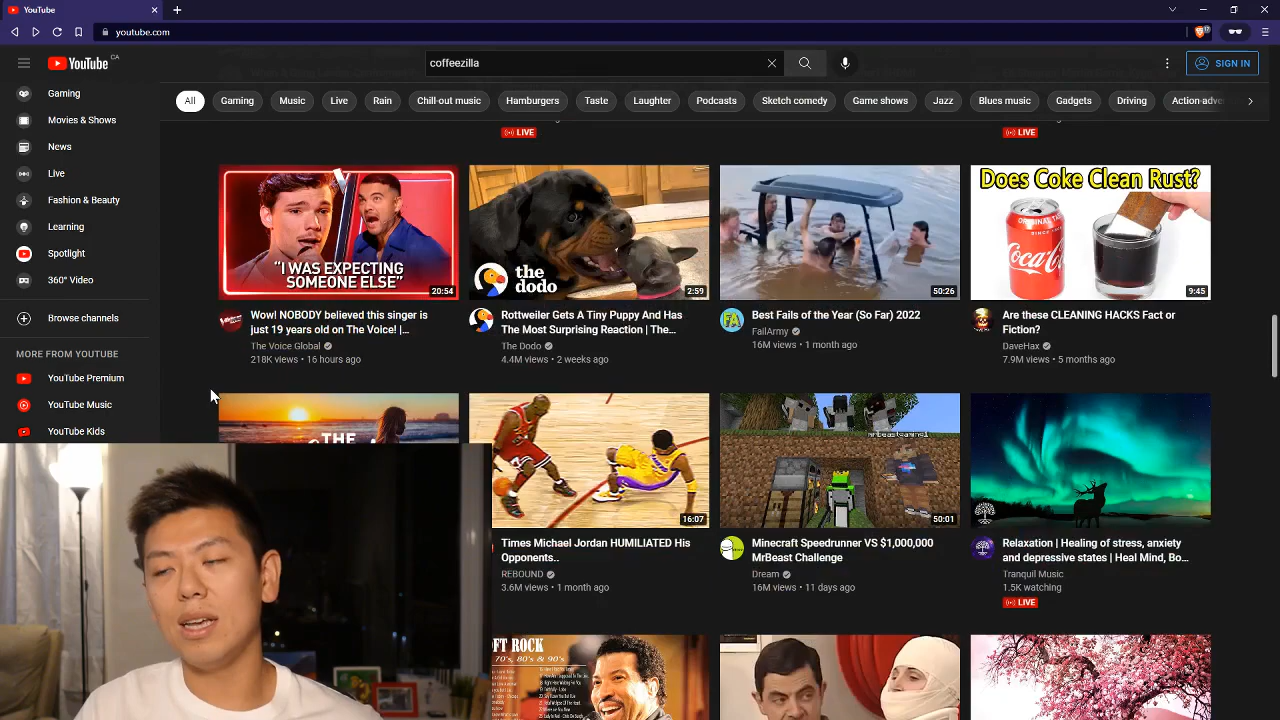 YouTube
youtube.com
YouTube CA
coffeezilla
SIGN IN
All
Gaming
Music
Live
Rain
Chill-out music
Hamburgers
Taste
Laughter
Podcasts
Sketch comedy
Game shows
Jazz
Blues music
Gadgets
Driving
Action-adve
Gaming
Movies & Shows
News
Live
Fashion & Beauty
Learning
Spotlight
360° Video
Browse channels
MORE FROM YOUTUBE
YouTube Premium
YouTube Music
YouTube Kids
LIVE
LIVE
"I WAS EXPECTING
SOMEONE ELSE"
20:54
Wow! NOBODY believed this singer is
just 19 years old on The Voice! |...
The Voice Global
218K views • 16 hours ago
the
dodo
2:59
Rottweiler Gets A Tiny Puppy And Has
The Most Surprising Reaction | The...
The Dodo
4.4M views • 2 weeks ago
50:26
FA
Best Fails of the Year (So Far) 2022
FailArmy
16M views • 1 month ago
Does Coke Clean Rust?
ORIGINAL
Coca-C
9:45
Are these CLEANING HACKS Fact or
Fiction?
DaveHax
7.9M views • 5 months ago
THE
16:07
Times Michael Jordan HUMILIATED His
Opponents..
REBOUND
3.6M views • 1 month ago
mrbeastgaming1
50:01
Minecraft Speedrunner VS $1,000,000
MrBeast Challenge
Dream
16M views • 11 days ago
Relaxation | Healing of stress, anxiety
and depressive states | Heal Mind, Bo...
Tranquil Music
1.5K watching
LIVE
FT ROCK
70's, 80's & 90's